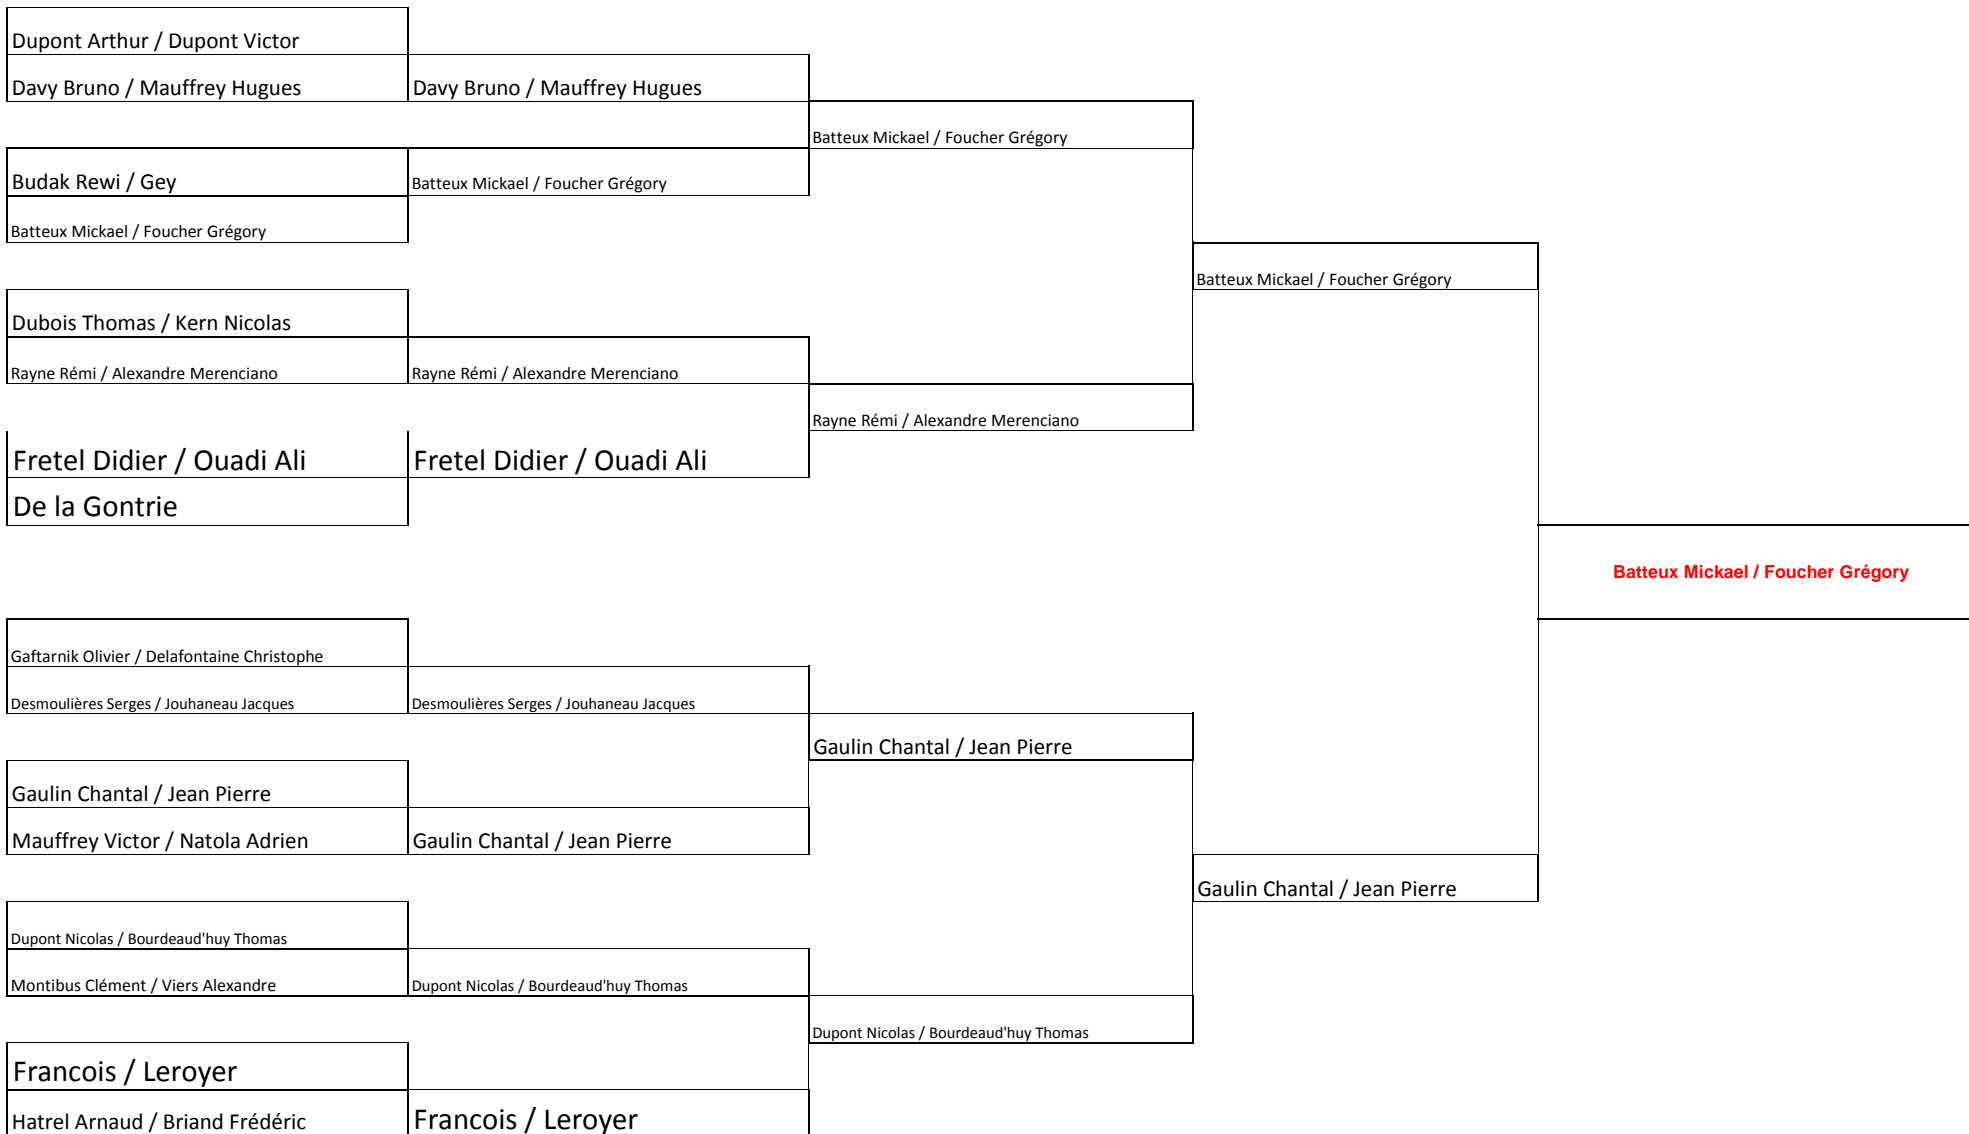 Dupont Arthur / Dupont Victor
Davy Bruno / Mauffrey Hugues
Davy Bruno / Mauffrey Hugues
Batteux Mickael / Foucher Grégory
Budak Rewi / Gey
Batteux Mickael / Foucher Grégory
Batteux Mickael / Foucher Grégory
Batteux Mickael / Foucher Grégory
Dubois Thomas / Kern Nicolas
Rayne Rémi / Alexandre Merenciano
Rayne Rémi / Alexandre Merenciano
Rayne Rémi / Alexandre Merenciano
Fretel Didier / Ouadi Ali
Fretel Didier / Ouadi Ali
De la Gontrie
Batteux Mickael / Foucher Grégory
Gaftarnik Olivier / Delafontaine Christophe
Desmoulières Serges / Jouhaneau Jacques
Desmoulières Serges / Jouhaneau Jacques
Gaulin Chantal / Jean Pierre
Gaulin Chantal / Jean Pierre
Mauffrey Victor / Natola Adrien
Gaulin Chantal / Jean Pierre
Gaulin Chantal / Jean Pierre
Dupont Nicolas / Bourdeaud'huy Thomas
Montibus Clément / Viers Alexandre
Dupont Nicolas / Bourdeaud'huy Thomas
Dupont Nicolas / Bourdeaud'huy Thomas
Francois / Leroyer
Hatrel Arnaud / Briand Frédéric
Francois / Leroyer